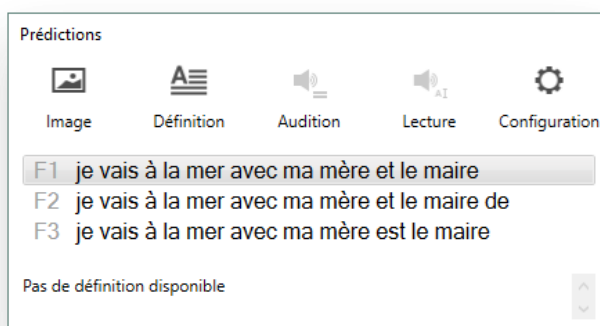 Prédictions
Image Définition Audition Lecture Configuration
F1 je vais à la mer avec ma mère et le maire
F2 je vais à la mer avec ma mère et le maire de
F3 je vais à la mer avec ma mère est le maire
Pas de définition disponible